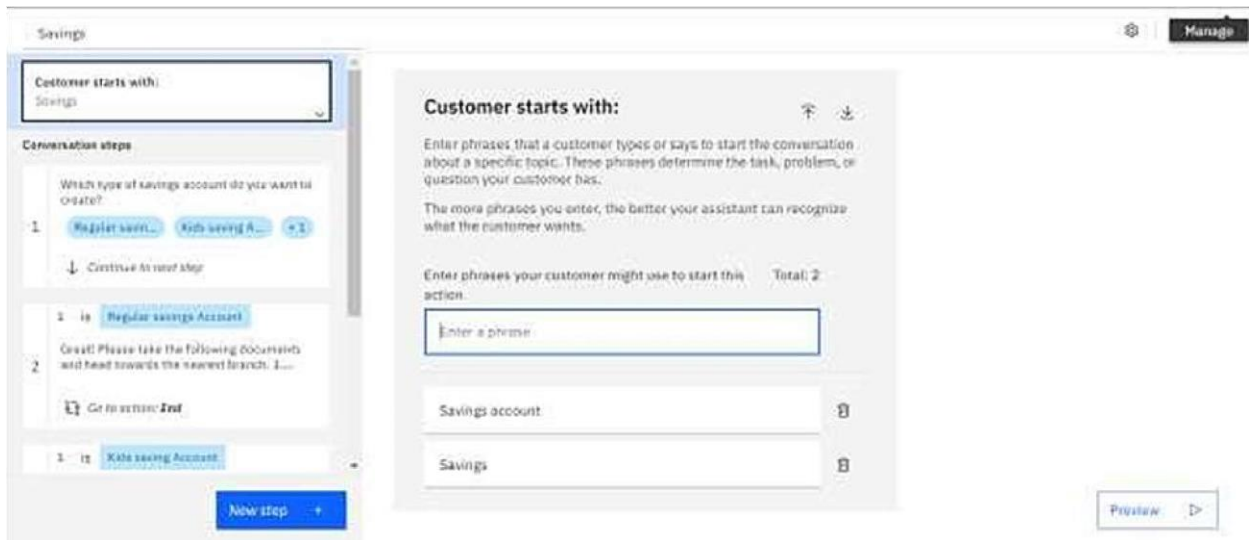 Savings
Manage
Customer starts with:
Savings
Conversation steps
1
Which type of savings account do you want to
create?
Regular savin... Kids saving A... +1
Continue to next step
2
1 is Regular savings Account
Great! Please take the following documents
and head towards the nearest branch. 1....
Go to action: End
1 is Kids saving Account
New step +
Customer starts with:
Enter phrases that a customer types or says to start the conversation
about a specific topic. These phrases determine the task, problem, or
question your customer has.
The more phrases you enter, the better your assistant can recognize
what the customer wants.
Enter phrases your customer might use to start this
action
Total: 2
Enter a phrase
Savings account
Savings
Preview